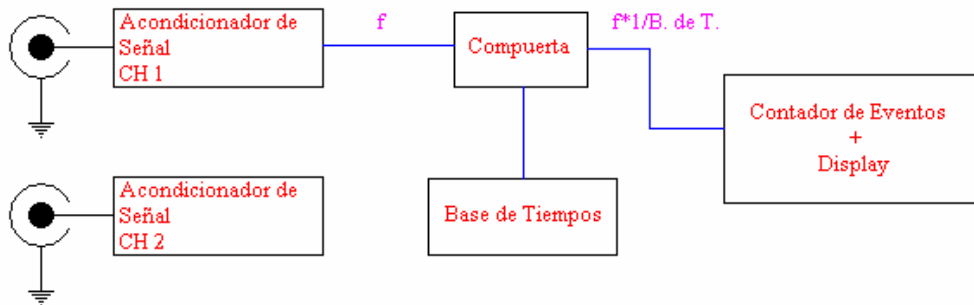 Acondicionador de
Señal
CH 1
f
Compuerta
f*1/B. de T.
Contador de Eventos
+
Display
Acondicionador de
Señal
CH 2
Base de Tiempos